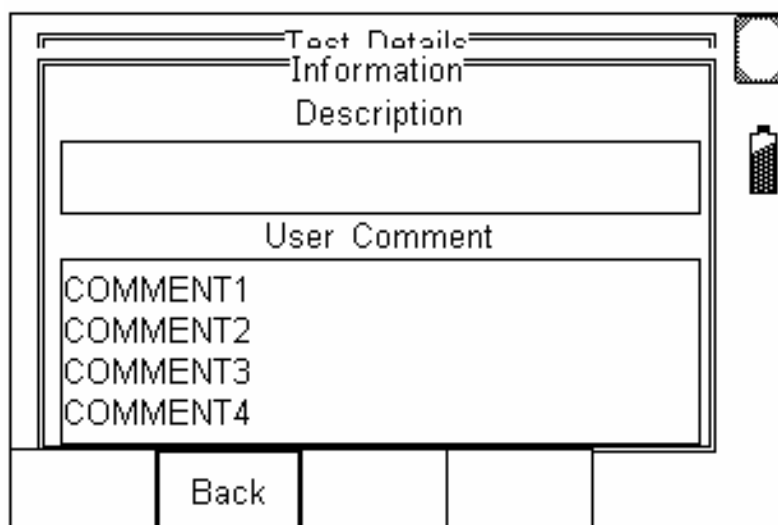 Test Details
Information
Description
User Comment
COMMENT1
COMMENT2
COMMENT3
COMMENT4
Back